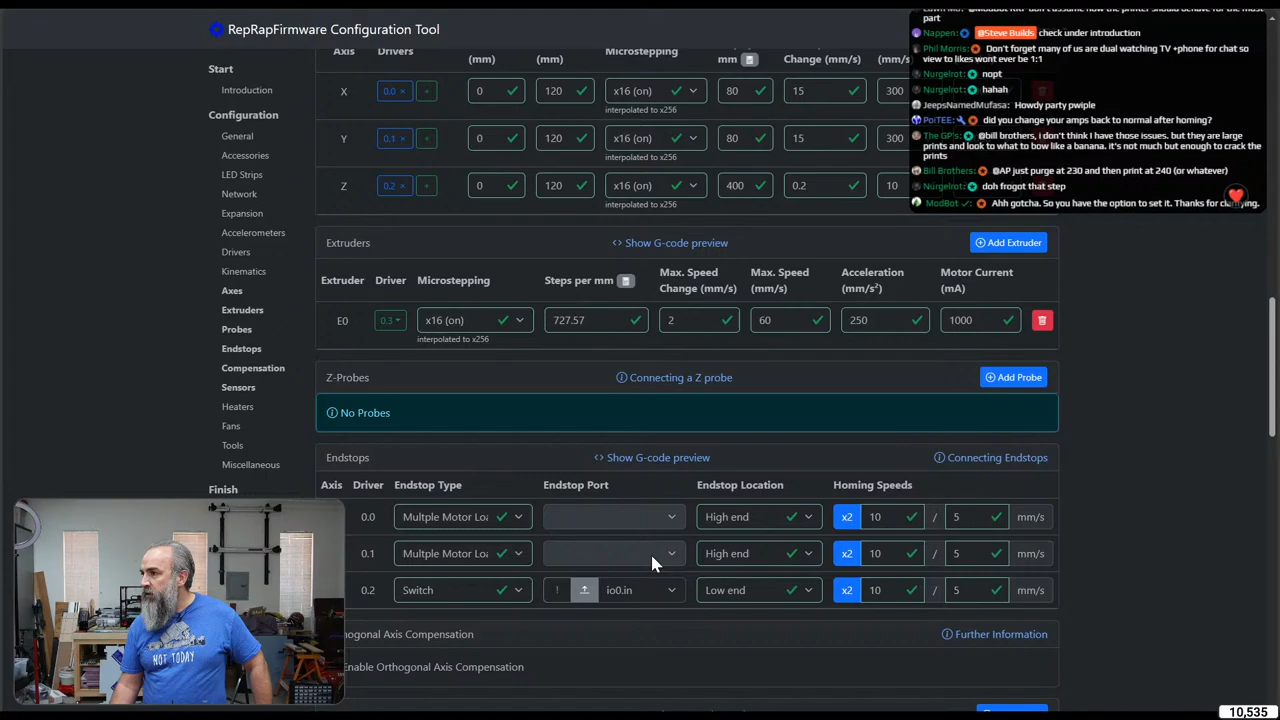 RepRapFirmware Configuration Tool
part
Nappen: @Steve Builds check under introduction
Phil Morris: Don't forget many of us are dual watching TV +phone for chat so
view to likes wont ever be 1:1
Nurgelrot: nopt
Nurgelrot: hahah
JeepsNamedMufasa: Howdy party pwiple
PoiTEE: did you change your amps back to normal after homing?
The GP's: @bill brothers, i don't think I have those issues. but they are large
prints and look to what to bow like a banana. it's not much but enough to crack the
prints
Bill Brothers: @AP just purge at 230 and then print at 240 (or whatever)
Nurgelrot: doh frogot that step
ModBot: Ahh gotcha. So you have the option to set it. Thanks for clarifying.
Start
Introduction
Configuration
General
Accessories
LED Strips
Network
Expansion
Accelerometers
Drivers
Kinematics
Axes
Extruders
Probes
Endstops
Compensation
Sensors
Heaters
Fans
Tools
Miscellaneous
Finish
Axis Drivers (mm) (mm) Microstepping mm Change (mm/s) (mm/s)
X 0.0 × + 0 120 x16 (on) 80 15 300
interpolated to x256
Y 0.1 × + 0 120 x16 (on) 80 15 300
interpolated to x256
Z 0.2 × + 0 120 x16 (on) 400 0.2 10
interpolated to x256
Extruders <> Show G-code preview Add Extruder
Extruder Driver Microstepping Steps per mm Max. Speed Change (mm/s) Max. Speed (mm/s) Acceleration (mm/s²) Motor Current (mA)
E0 0.3 x16 (on) 727.57 2 60 250 1000
interpolated to x256
Z-Probes Connecting a Z probe Add Probe
No Probes
Endstops <> Show G-code preview Connecting Endstops
Axis Driver Endstop Type Endstop Port Endstop Location Homing Speeds
0.0 Multple Motor Loa High end x2 10 / 5 mm/s
0.1 Multple Motor Loa High end x2 10 / 5 mm/s
0.2 Switch ! io0.in Low end x2 10 / 5 mm/s
hogonal Axis Compensation Further Information
Enable Orthogonal Axis Compensation
NOT TODAY
10,535